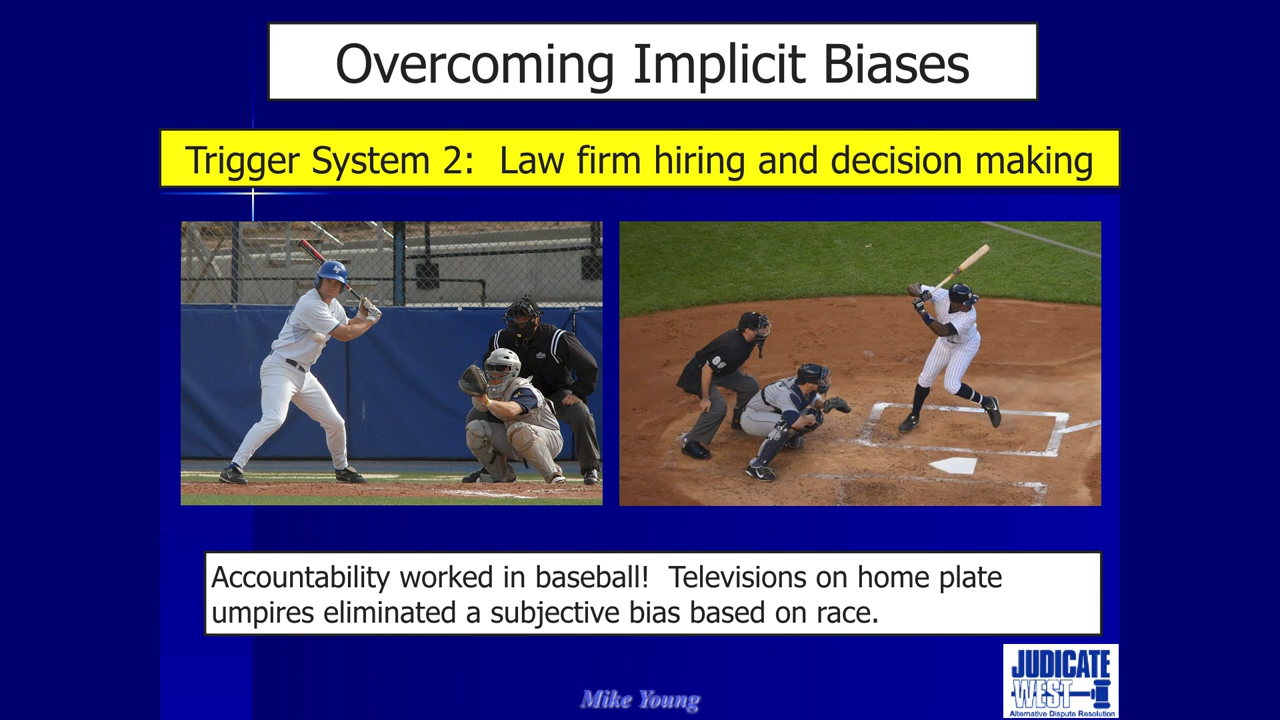 Overcoming Implicit Biases
Trigger System 2:  Law firm hiring and decision making
Accountability worked in baseball!  Televisions on home plate
umpires eliminated a subjective bias based on race.
JUDICATE
WEST
Alternative Dispute Resolution
Mike Young